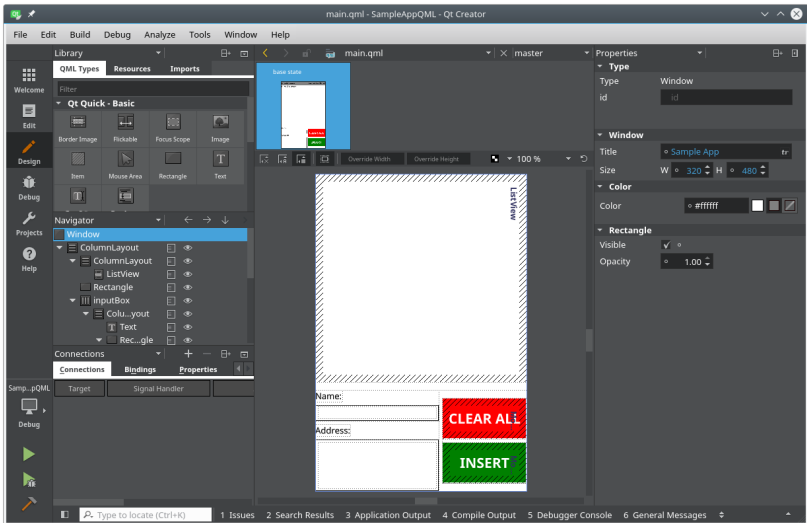 main.qml - SampleAppQML - Qt Creator
File Edit Build Debug Analyze Tools Window Help
Library
QML Types Resources Imports
Filter
Qt Quick - Basic
Border Image Flickable Focus Scope Image
Item Mouse Area Rectangle Text
Navigator
Window
ColumnLayout
ColumnLayout
ListView
Rectangle
inputBox
Colu...yout
Text
Rec...gle
Connections
Connections Bindings Properties
Target Signal Handler
Welcome
Edit
Design
Debug
Projects
Help
Samp...pQML
Debug
main.qml master
base state
Override Width Override Height 100 %
ListView
Name:
Address:
CLEAR ALL
INSERT
Properties
Type
Type Window
id id
Window
Title Sample App tr
Size W 320 H 480
Color
Color #ffffff
Rectangle
Visible
Opacity 1.00
Type to locate (Ctrl+K) 1 Issues 2 Search Results 3 Application Output 4 Compile Output 5 Debugger Console 6 General Messages